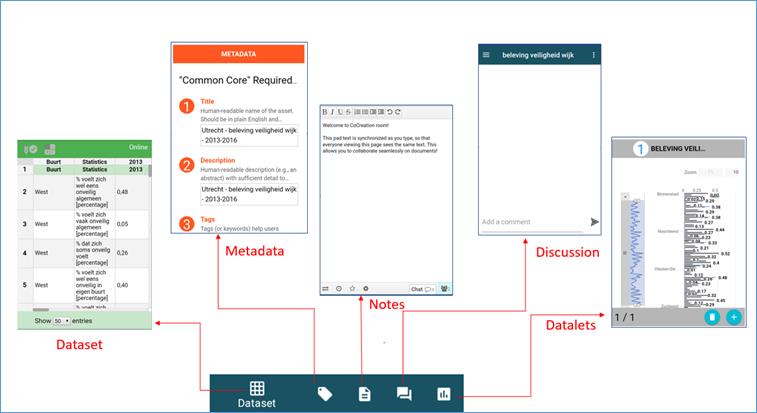 METADATA
"Common Core" Required..
1
Title
Human-readable name of the asset.
Should be in plain English and...
Utrecht - beleving veiligheid wijk
- 2013-2016
2
Description
Human-readable description (e.g., an
abstract) with sufficient detail to...
Utrecht - beleving veiligheid wijk
- 2013-2016
3
Tags
Tags (or keywords) help users
Metadata
Online
Buurt Statistics 2013
1 Buurt Statistics 2013
2 West % voelt zich wel eens onveilig algemeen [percentage] 0,48
3 West % voelt zich vaak onveilig algemeen [percentage] 0,05
4 West % dat zich soms onveilig voelt [percentage] 0,26
5 West % voelt zich wel eens onveilig in eigen buurt [percentage] 0,40
% voelt zich
Show 50 entries
Dataset
B I U S
Welcome to CoCreation room!
This pad text is synchronized as you type, so that
everyone viewing this page sees the same text. This
allows you to collaborate seamlessly on documents!
Chat
Notes
beleving veiligheid wijk
Add a comment
Discussion
1 BELEVING VEILI...
Zoom 10
0 0.25 0.5
Binnenstad
Noordwest
Vleuten-De
Zuidwest
1 / 1
Datalets
Dataset